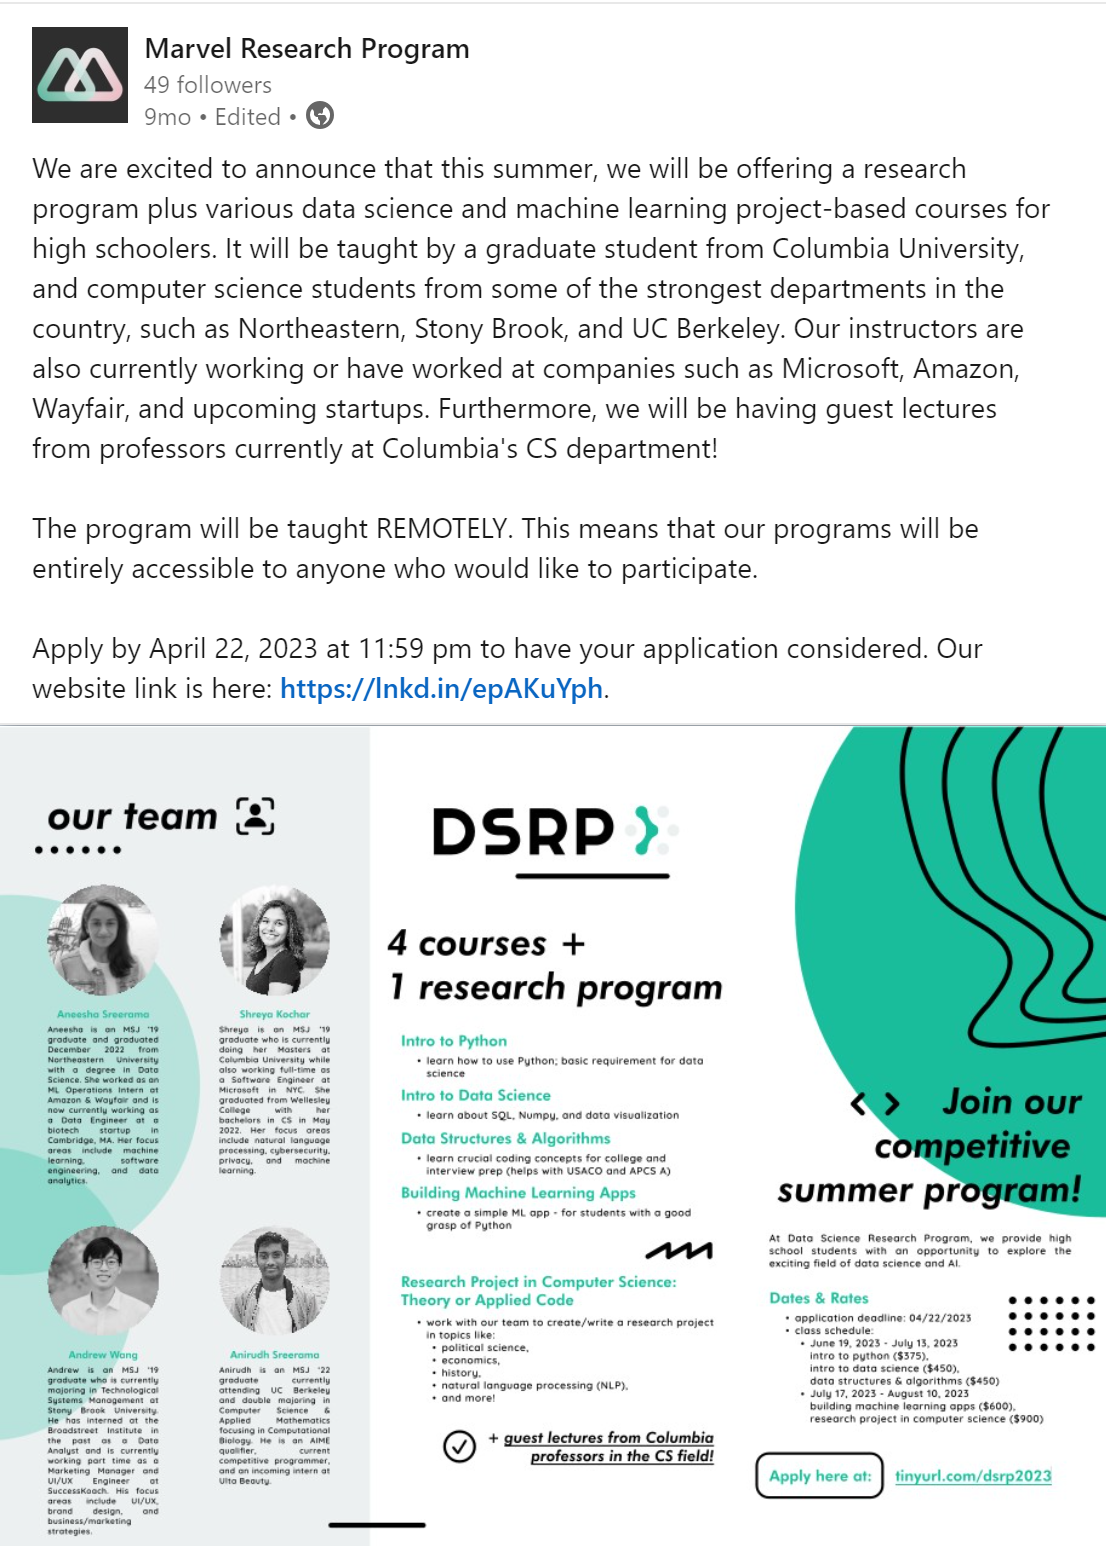 Marvel Research Program
49 followers
9mo • Edited •
We are excited to announce that this summer, we will be offering a research
program plus various data science and machine learning project-based courses for
high schoolers. It will be taught by a graduate student from Columbia University,
and computer science students from some of the strongest departments in the
country, such as Northeastern, Stony Brook, and UC Berkeley. Our instructors are
also currently working or have worked at companies such as Microsoft, Amazon,
Wayfair, and upcoming startups. Furthermore, we will be having guest lectures
from professors currently at Columbia's CS department!
The program will be taught REMOTELY. This means that our programs will be
entirely accessible to anyone who would like to participate.
Apply by April 22, 2023 at 11:59 pm to have your application considered. Our
website link is here: https://lnkd.in/epAKuYph.
our team
Aneesha Sreerama
Aneesha is an MSJ '19
graduate and graduated
December 2022 from
Northeastern University
with a degree in Data
Science. She worked as an
ML Operations Intern at
Amazon & Wayfair and is
now currently working as
a Data Engineer at a
biotech startup in
Cambridge, MA. Her focus
areas include machine
learning, software
engineering, and data
analytics.
Shreya Kochar
Shreya is an MSJ '19
graduate who is currently
doing her Masters at
Columbia University while
also working full-time as
a Software Engineer at
Microsoft in NYC. She
graduated from Wellesley
College with her
bachelors in CS in May
2022. Her focus areas
include natural language
processing, cybersecurity,
privacy, and machine
learning.
Andrew Wang
Andrew is an MSJ '19
graduate who is currently
majoring in Technological
Systems Management at
Stony Brook University.
He has interned at the
Broadstreet Institute in
the past as a Data
Analyst and is currently
working part time as a
Marketing Manager and
UI/UX Engineer at
SuccessKoach. His focus
areas include UI/UX,
brand design, and
business/marketing
strategies.
Anirudh Sreerama
Anirudh is an MSJ '22
graduate currently
attending UC Berkeley
and double majoring in
Computer Science &
Applied Mathematics
focusing in Computational
Biology. He is an AIME
qualifier, current
competitive programmer,
and an incoming intern at
Ulta Beauty.
DSRP
4 courses +
1 research program
Intro to Python
• learn how to use Python; basic requirement for data
science
Intro to Data Science
• learn about SQL, Numpy, and data visualization
Data Structures & Algorithms
• learn crucial coding concepts for college and
interview prep (helps with USACO and APCS A)
Building Machine Learning Apps
• create a simple ML app - for students with a good
grasp of Python
Research Project in Computer Science:
Theory or Applied Code
• work with our team to create/write a research project
in topics like:
• political science,
• economics,
• history,
• natural language processing (NLP),
• and more!
+ guest lectures from Columbia
professors in the CS field!
< > Join our
competitive
summer program!
At Data Science Research Program, we provide high
school students with an opportunity to explore the
exciting field of data science and AI.
Dates & Rates
• application deadline: 04/22/2023
• class schedule:
• June 19, 2023 - July 13, 2023
intro to python ($375),
intro to data science ($450),
data structures & algorithms ($450)
• July 17, 2023 - August 10, 2023
building machine learning apps ($600),
research project in computer science ($900)
Apply here at: tinyurl.com/dsrp2023